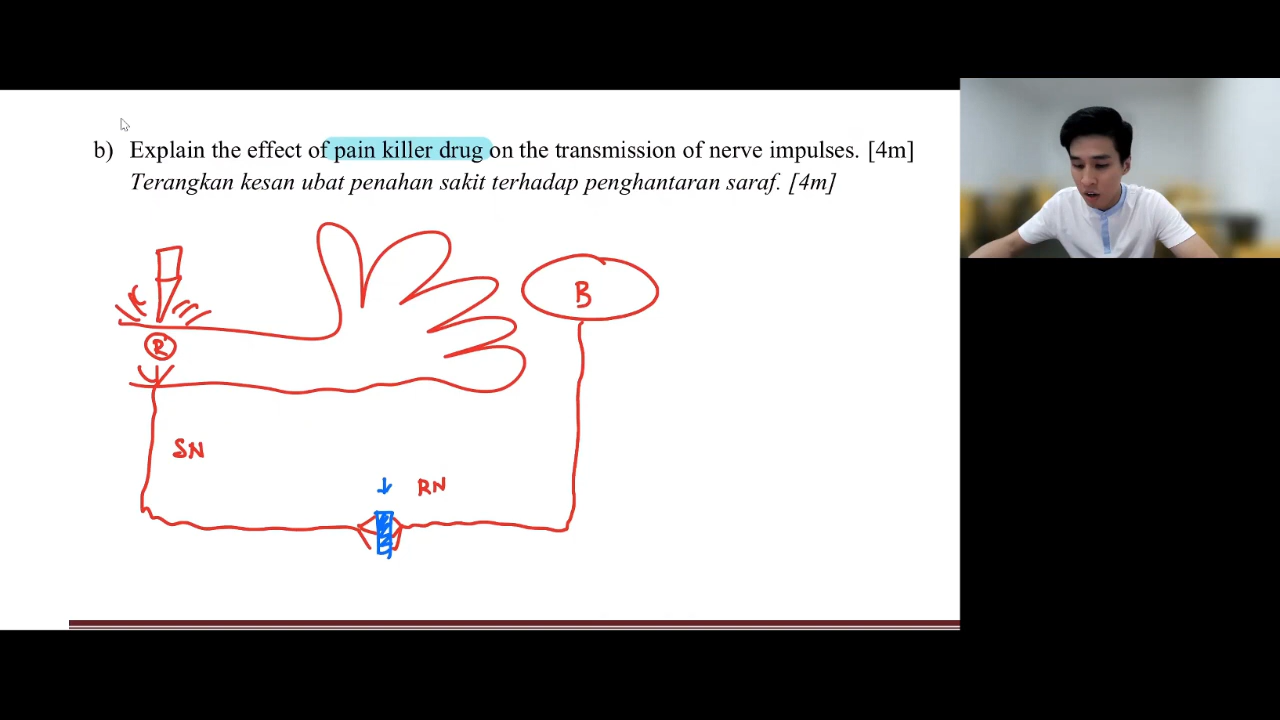 b) Explain the effect of pain killer drug on the transmission of nerve impulses. [4m]
Terangkan kesan ubat penahan sakit terhadap penghantaran saraf. [4m]
B
R
SN
RN